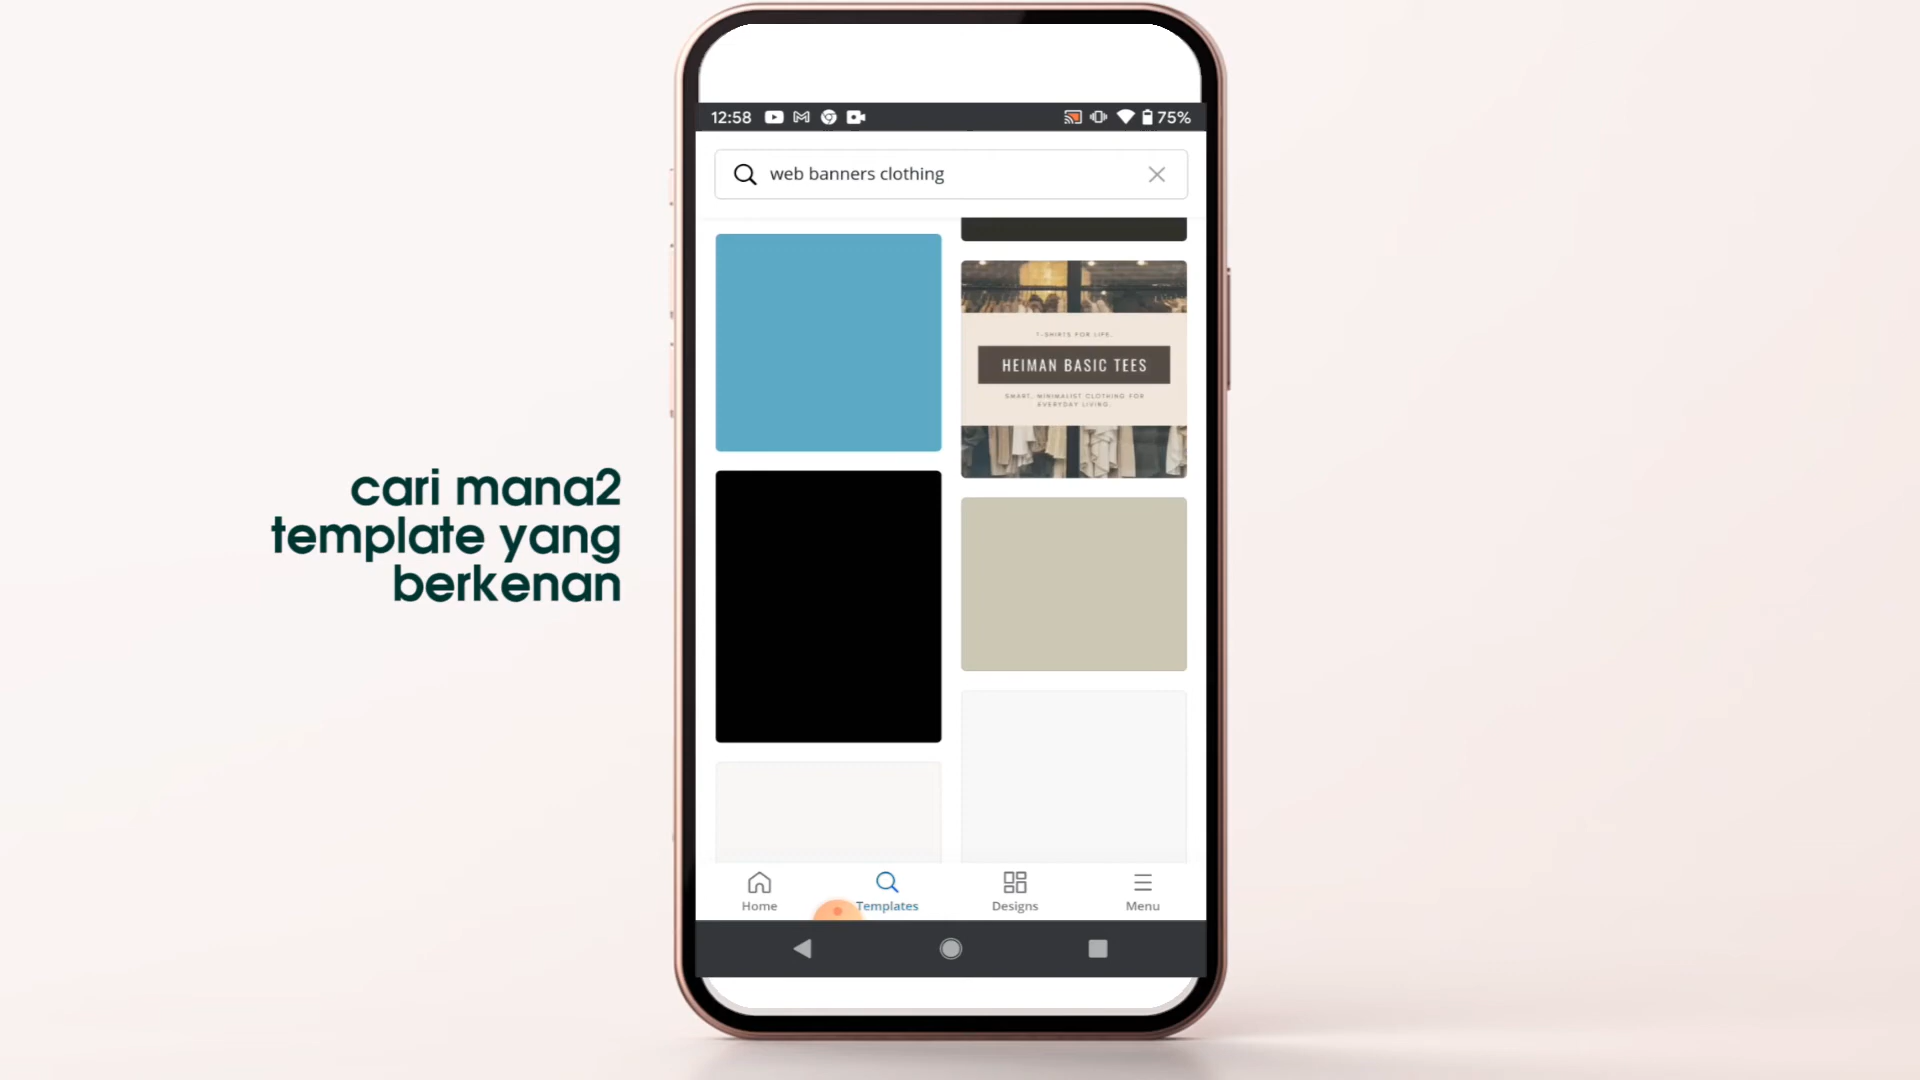 12:58
75%
web banners clothing
T-SHIRTS FOR LIFE.
HEIMAN BASIC TEES
SMART, MINIMALIST CLOTHING FOR
EVERYDAY LIVING.
cari mana2
template yang
berkenan
Home
Templates
Designs
Menu